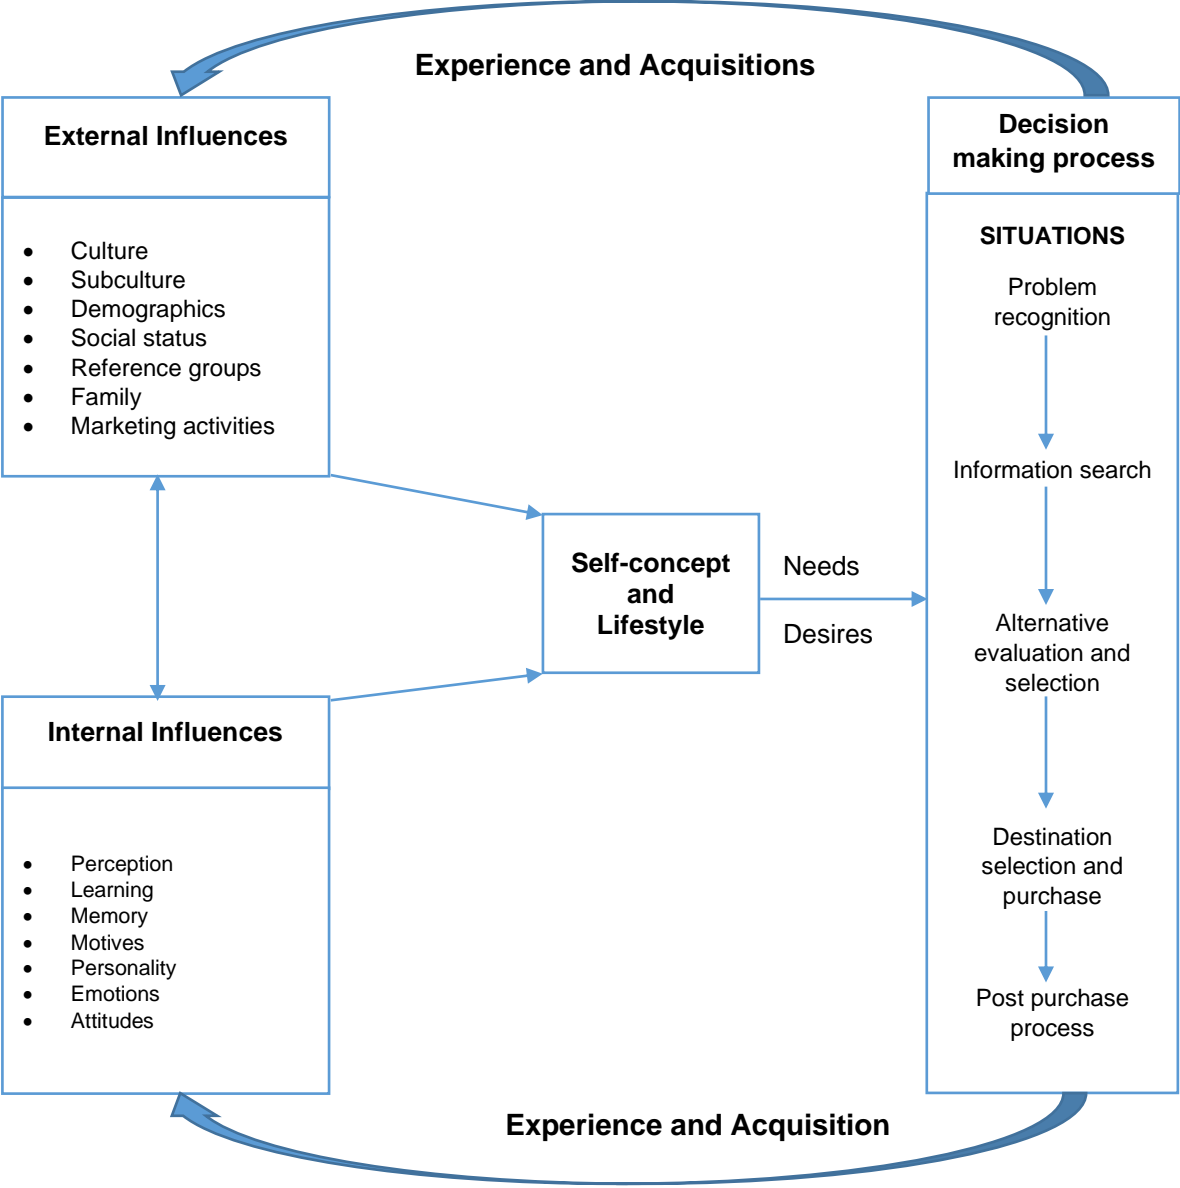 Experience and Acquisitions
External Influences
• Culture
• Subculture
• Demographics
• Social status
• Reference groups
• Family
• Marketing activities
Internal Influences
• Perception
• Learning
• Memory
• Motives
• Personality
• Emotions
• Attitudes
Self-concept
and
Lifestyle
Needs
Desires
Decision
making process
SITUATIONS
Problem
recognition
Information search
Alternative
evaluation and
selection
Destination
selection and
purchase
Post purchase
process
Experience and Acquisition